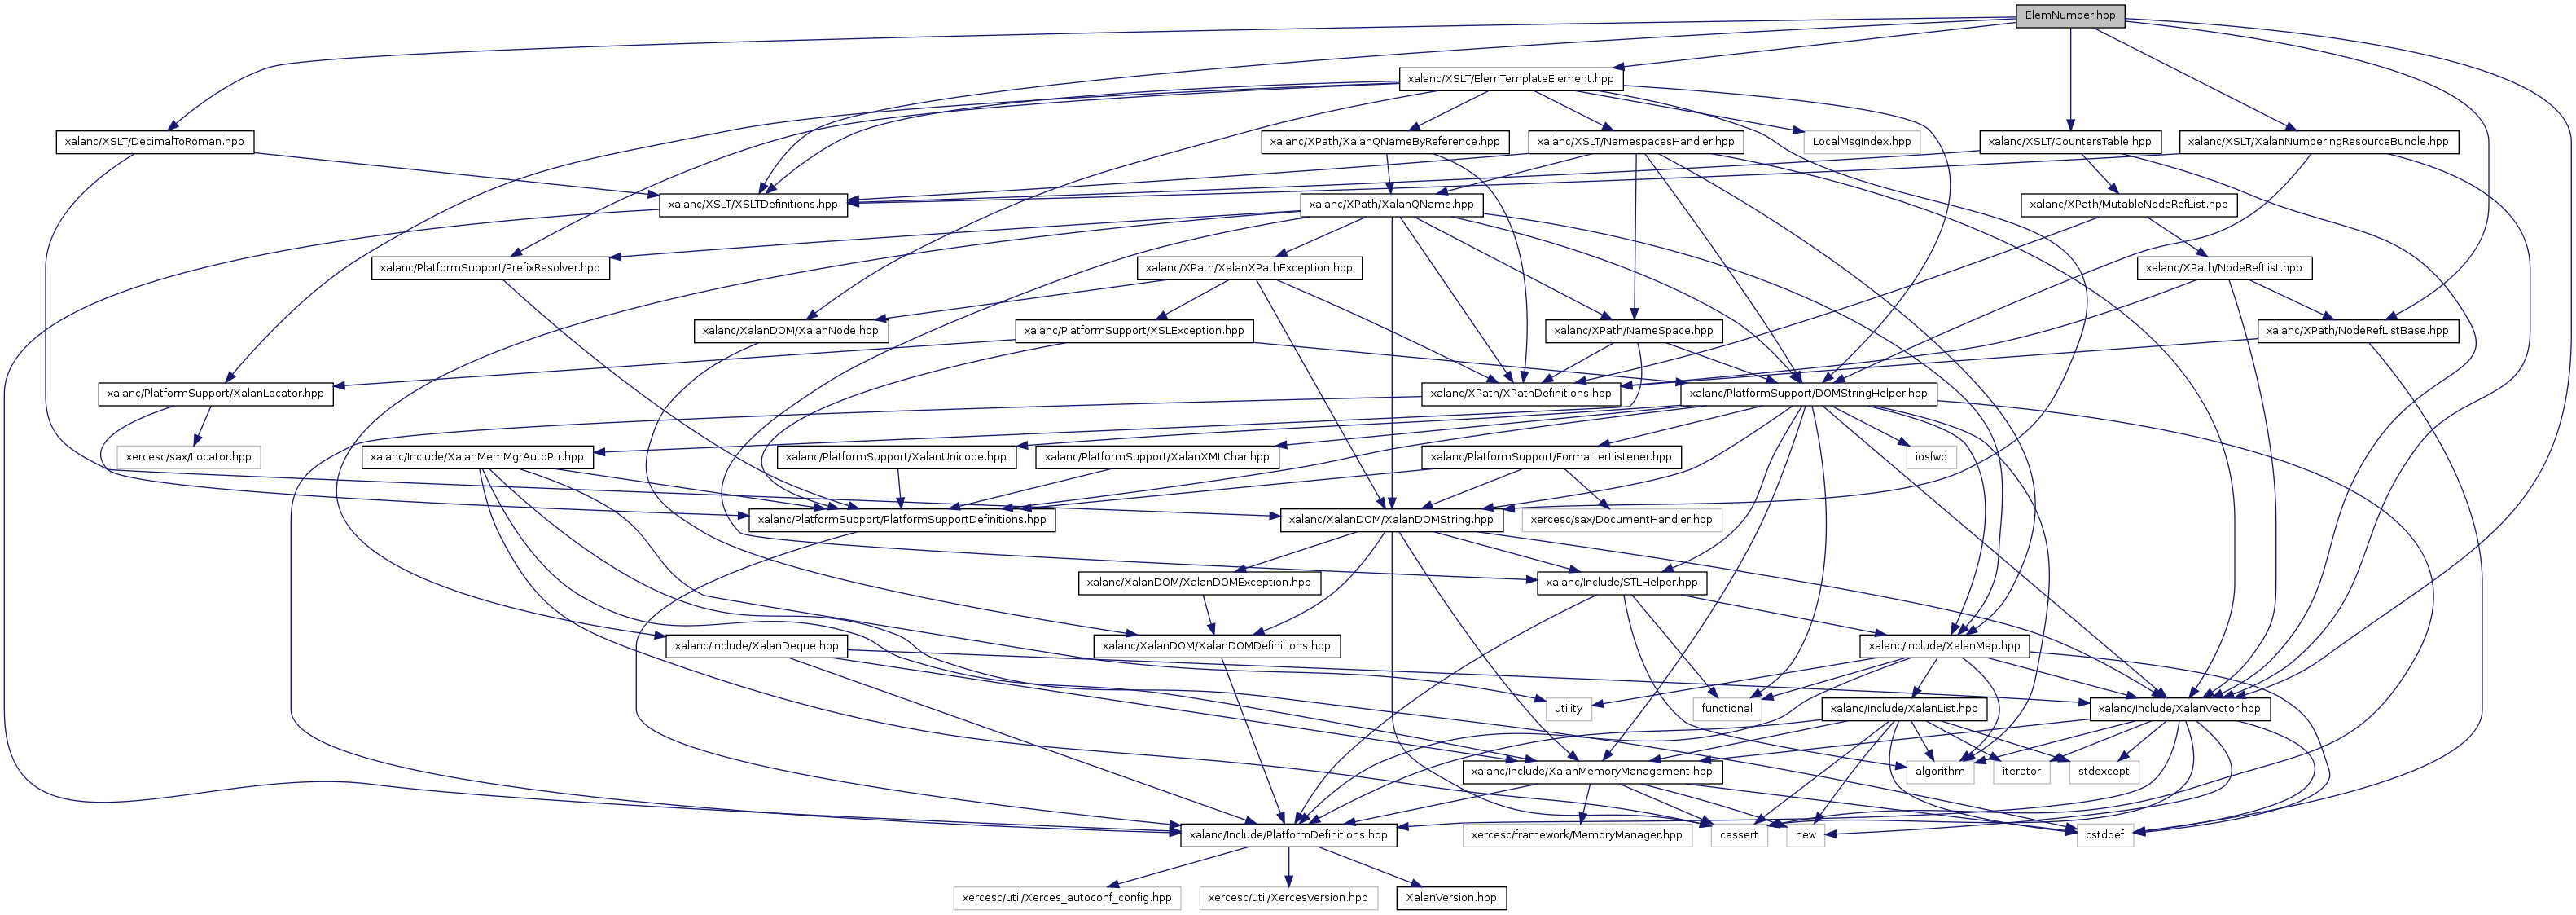 ElemNumber.hpp
xalanc/XSLT/ElemTemplateElement.hpp
xalanc/XSLT/DecimalToRoman.hpp
xalanc/XPath/XalanQNameByReference.hpp
xalanc/XSLT/NamespacesHandler.hpp
LocalMsgIndex.hpp
xalanc/XSLT/CountersTable.hpp
xalanc/XSLT/XalanNumberingResourceBundle.hpp
xalanc/XSLT/XSLTDefinitions.hpp
xalanc/XPath/XalanQName.hpp
xalanc/XPath/MutableNodeRefList.hpp
xalanc/PlatformSupport/PrefixResolver.hpp
xalanc/XPath/XalanXPathException.hpp
xalanc/XPath/NodeRefList.hpp
xalanc/XalanDOM/XalanNode.hpp
xalanc/PlatformSupport/XSLException.hpp
xalanc/XPath/NameSpace.hpp
xalanc/XPath/NodeRefListBase.hpp
xalanc/PlatformSupport/XalanLocator.hpp
xalanc/XPath/XPathDefinitions.hpp
xalanc/PlatformSupport/DOMStringHelper.hpp
xercesc/sax/Locator.hpp
xalanc/Include/XalanMemMgrAutoPtr.hpp
xalanc/PlatformSupport/XalanUnicode.hpp
xalanc/PlatformSupport/XalanXMLChar.hpp
xalanc/PlatformSupport/FormatterListener.hpp
iosfwd
xalanc/PlatformSupport/PlatformSupportDefinitions.hpp
xalanc/XalanDOM/XalanDOMString.hpp
xercesc/sax/DocumentHandler.hpp
xalanc/XalanDOM/XalanDOMException.hpp
xalanc/Include/STLHelper.hpp
xalanc/Include/XalanDeque.hpp
xalanc/XalanDOM/XalanDOMDefinitions.hpp
xalanc/Include/XalanMap.hpp
utility
functional
xalanc/Include/XalanList.hpp
xalanc/Include/XalanVector.hpp
xalanc/Include/XalanMemoryManagement.hpp
algorithm
iterator
stdexcept
xalanc/Include/PlatformDefinitions.hpp
xercesc/framework/MemoryManager.hpp
cassert
new
cstddef
xercesc/util/Xerces_autoconf_config.hpp
xercesc/util/XercesVersion.hpp
XalanVersion.hpp